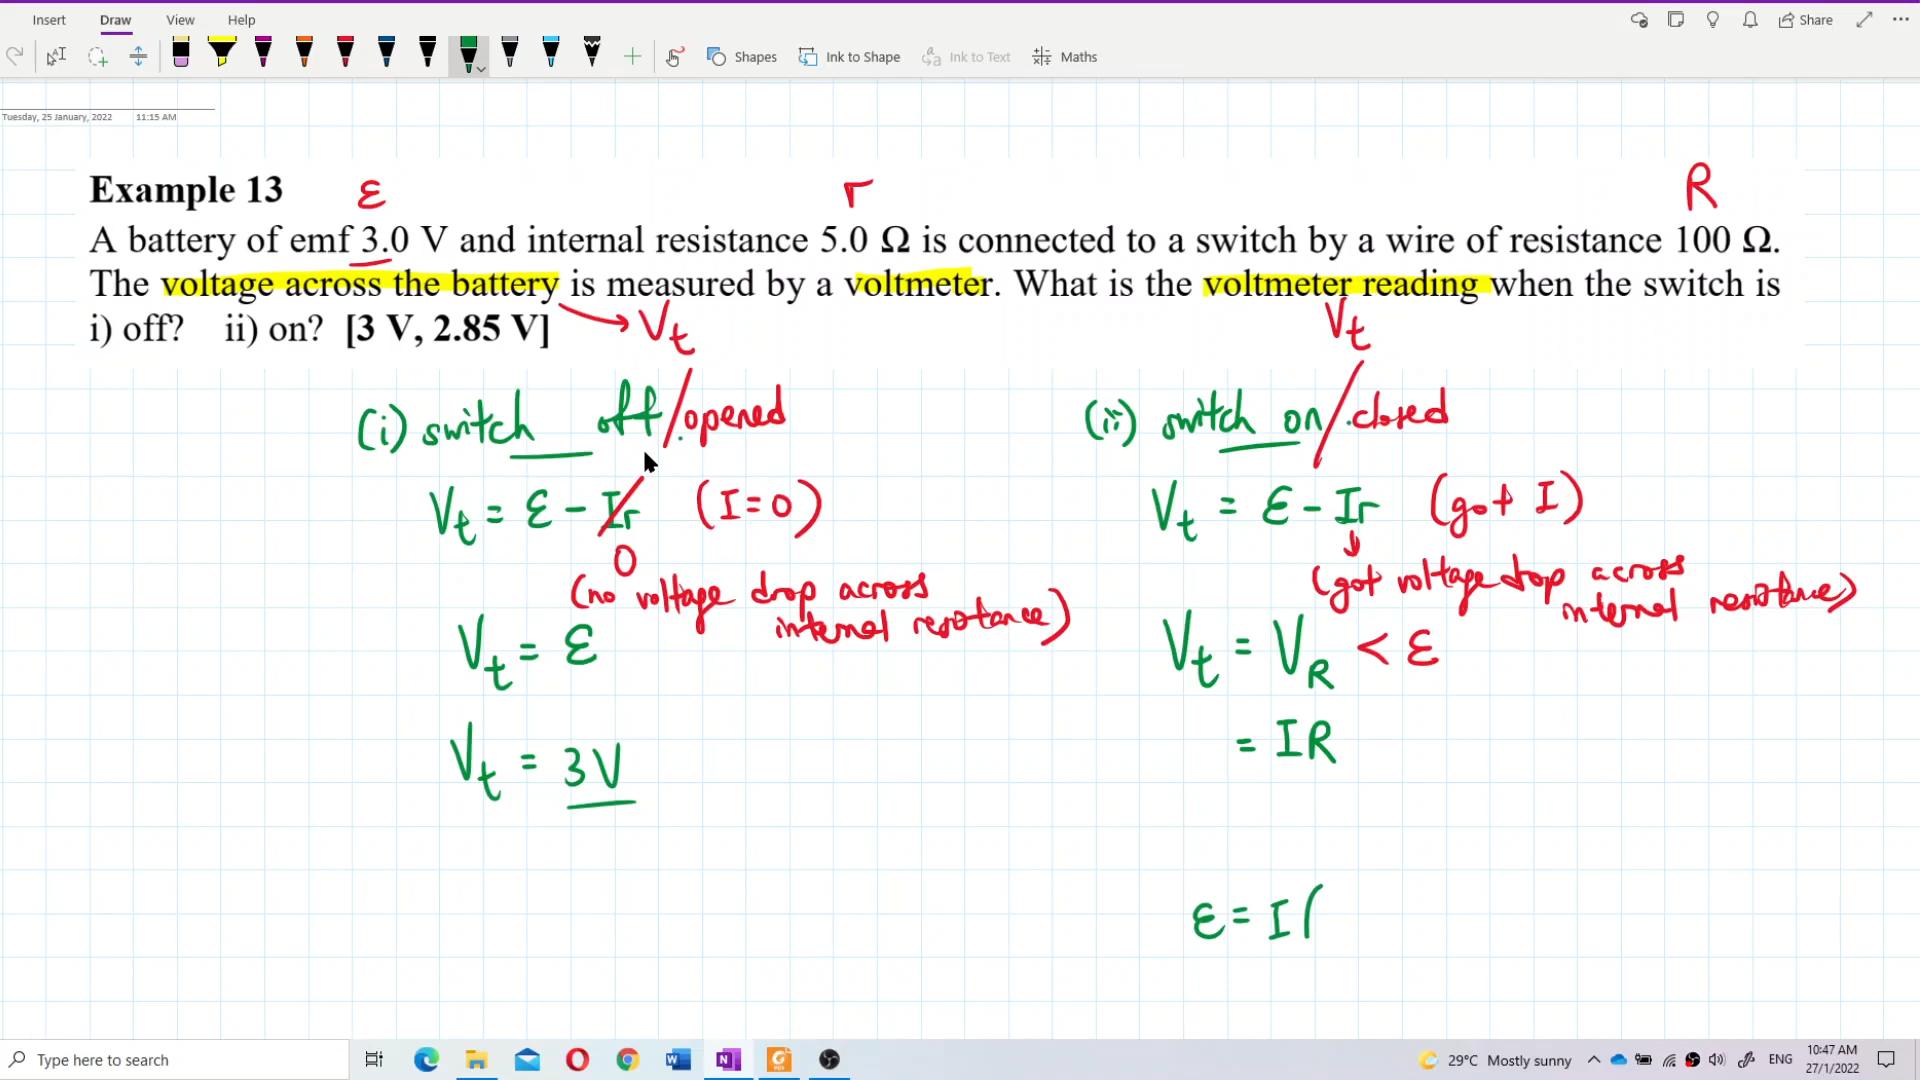 Insert Draw View Help Share
Shapes Ink to Shape Ink to Text Maths
Tuesday, 25 January, 2022 11:15 AM
Example 13 ε r R
A battery of emf 3.0 V and internal resistance 5.0 Ω is connected to a switch by a wire of resistance 100 Ω.
The voltage across the battery is measured by a voltmeter. What is the voltmeter reading when the switch is
i) off? ii) on? [3 V, 2.85 V] → Vt Vt
(i) switch off/opened
Vt = ε - Ir (I = 0)
0
(no voltage drop across
internal resistance)
Vt = ε
Vt = 3V
(ii) switch on/closed
Vt = ε - Ir (got I)
(got voltage drop across
internal resistance)
Vt = VR < ε
= IR
ε = I(
Type here to search 29°C Mostly sunny ENG 10:47 AM
27/1/2022